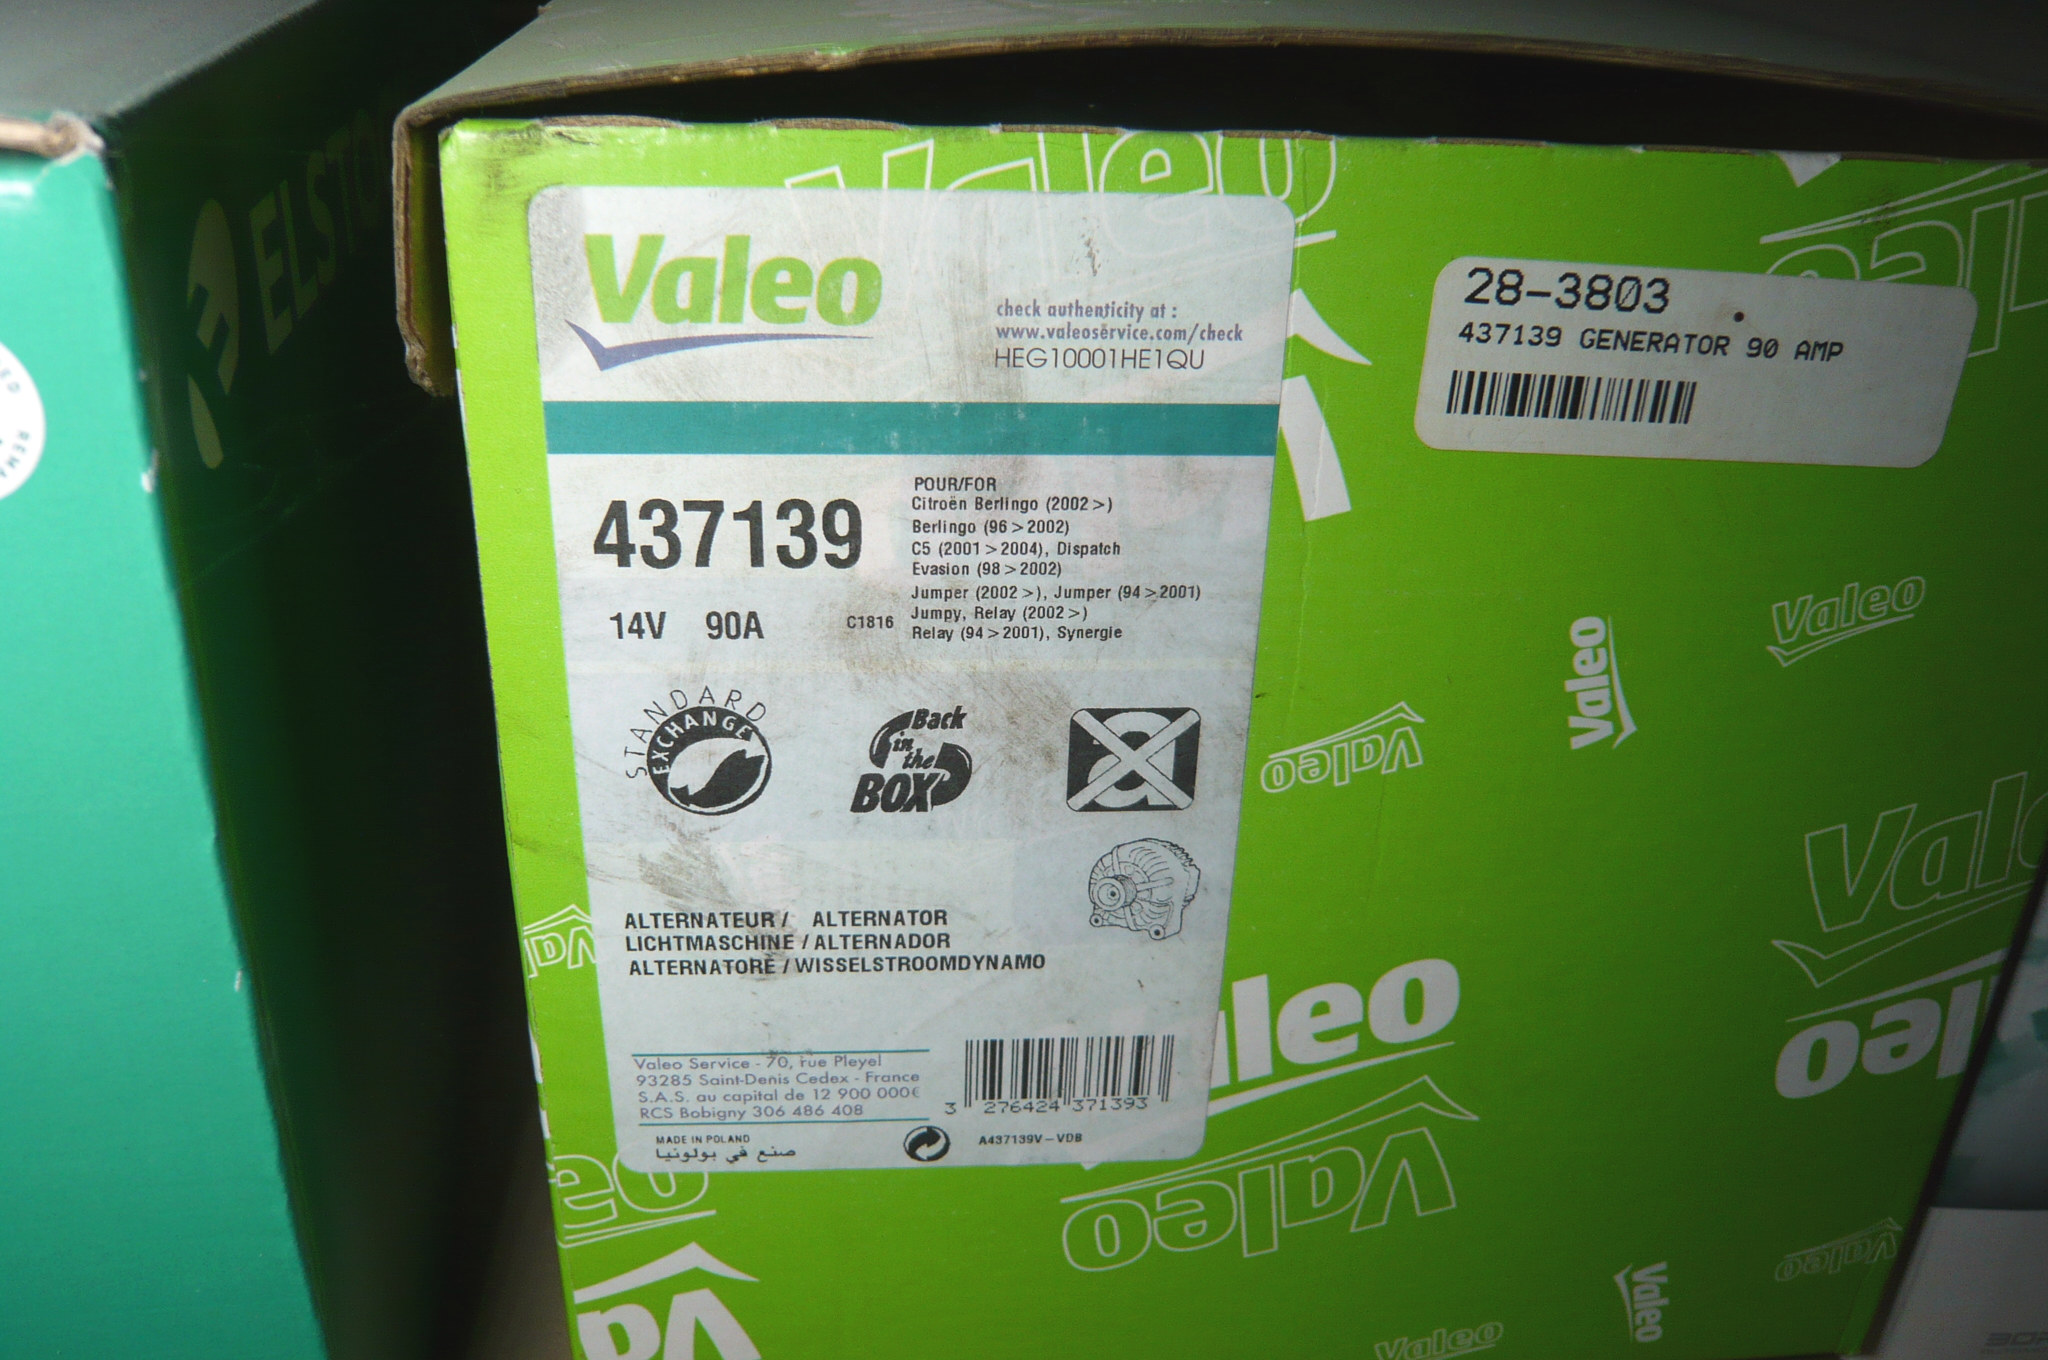 Valeo
check authenticity at :
www.valeoservice.com/check
HEG10001HE1QU
28-3803
437139 GENERATOR 90 AMP
437139
14V 90A
C1816
POUR/FOR
Citroën Berlingo (2002>)
Berlingo (96>2002)
C5 (2001>2004), Dispatch
Evasion (98>2002)
Jumper (2002>), Jumper (94>2001)
Jumpy, Relay (2002>)
Relay (94>2001), Synergie
STANDARD
EXCHANGE
Back
in
the
BOX
a
ALTERNATEUR / ALTERNATOR
LICHTMASCHINE / ALTERNADOR
ALTERNATORE / WISSELSTROOMDYNAMO
Valeo Service - 70, rue Pleyel
93285 Saint-Denis Cedex - France
S.A.S. au capital de 12 900 000€
RCS Bobigny 306 486 408
3 276424 371393
MADE IN POLAND
صنع في بولونيا
A437139V-VDB
Valeo
Valeo
Valeo
Valeo
Valeo
Valeo
Valeo
Valeo
Valeo